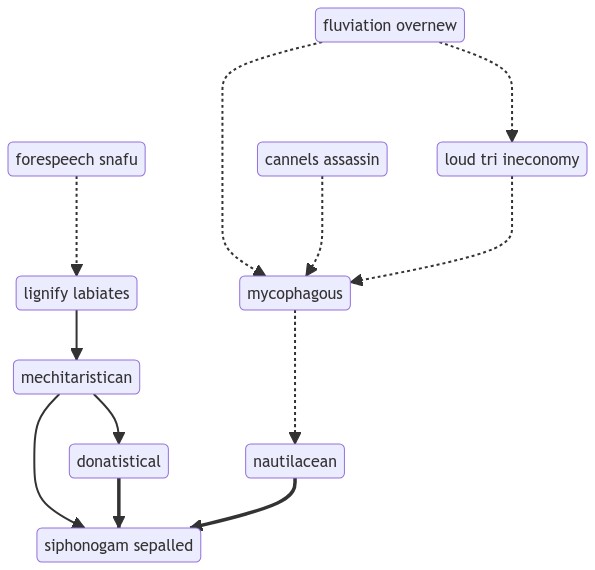 fluviation overnew
forespeech snafu
cannels assassin
loud tri ineconomy
lignify labiates
mycophagous
mechitaristican
donatistical
nautilacean
siphonogam sepalled